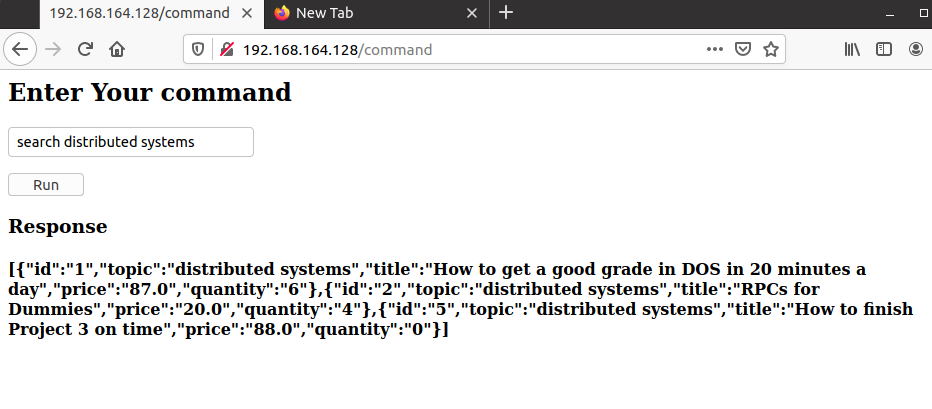 192.168.164.128/command
New Tab
192.168.164.128/command
Enter Your command
search distributed systems
Run
Response
[{"id":"1","topic":"distributed systems","title":"How to get a good grade in DOS in 20 minutes a
day","price":"87.0","quantity":"6"},{"id":"2","topic":"distributed systems","title":"RPCs for
Dummies","price":"20.0","quantity":"4"},{"id":"5","topic":"distributed systems","title":"How to finish
Project 3 on time","price":"88.0","quantity":"0"}]